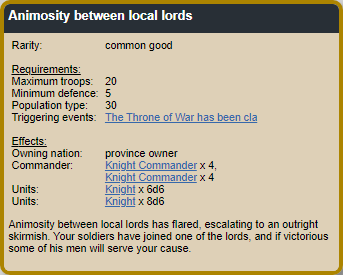 Animosity between local lords
Rarity: common good
Requirements:
Maximum troops: 20
Minimum defence: 5
Population type: 30
Triggering events: The Throne of War has been cla
Effects:
Owning nation: province owner
Commander: Knight Commander x 4,
Knight Commander x 4
Units: Knight x 6d6
Units: Knight x 8d6
Animosity between local lords has flared, escalating to an outright
skirmish. Your soldiers have joined one of the lords, and if victorious
some of his men will serve your cause.